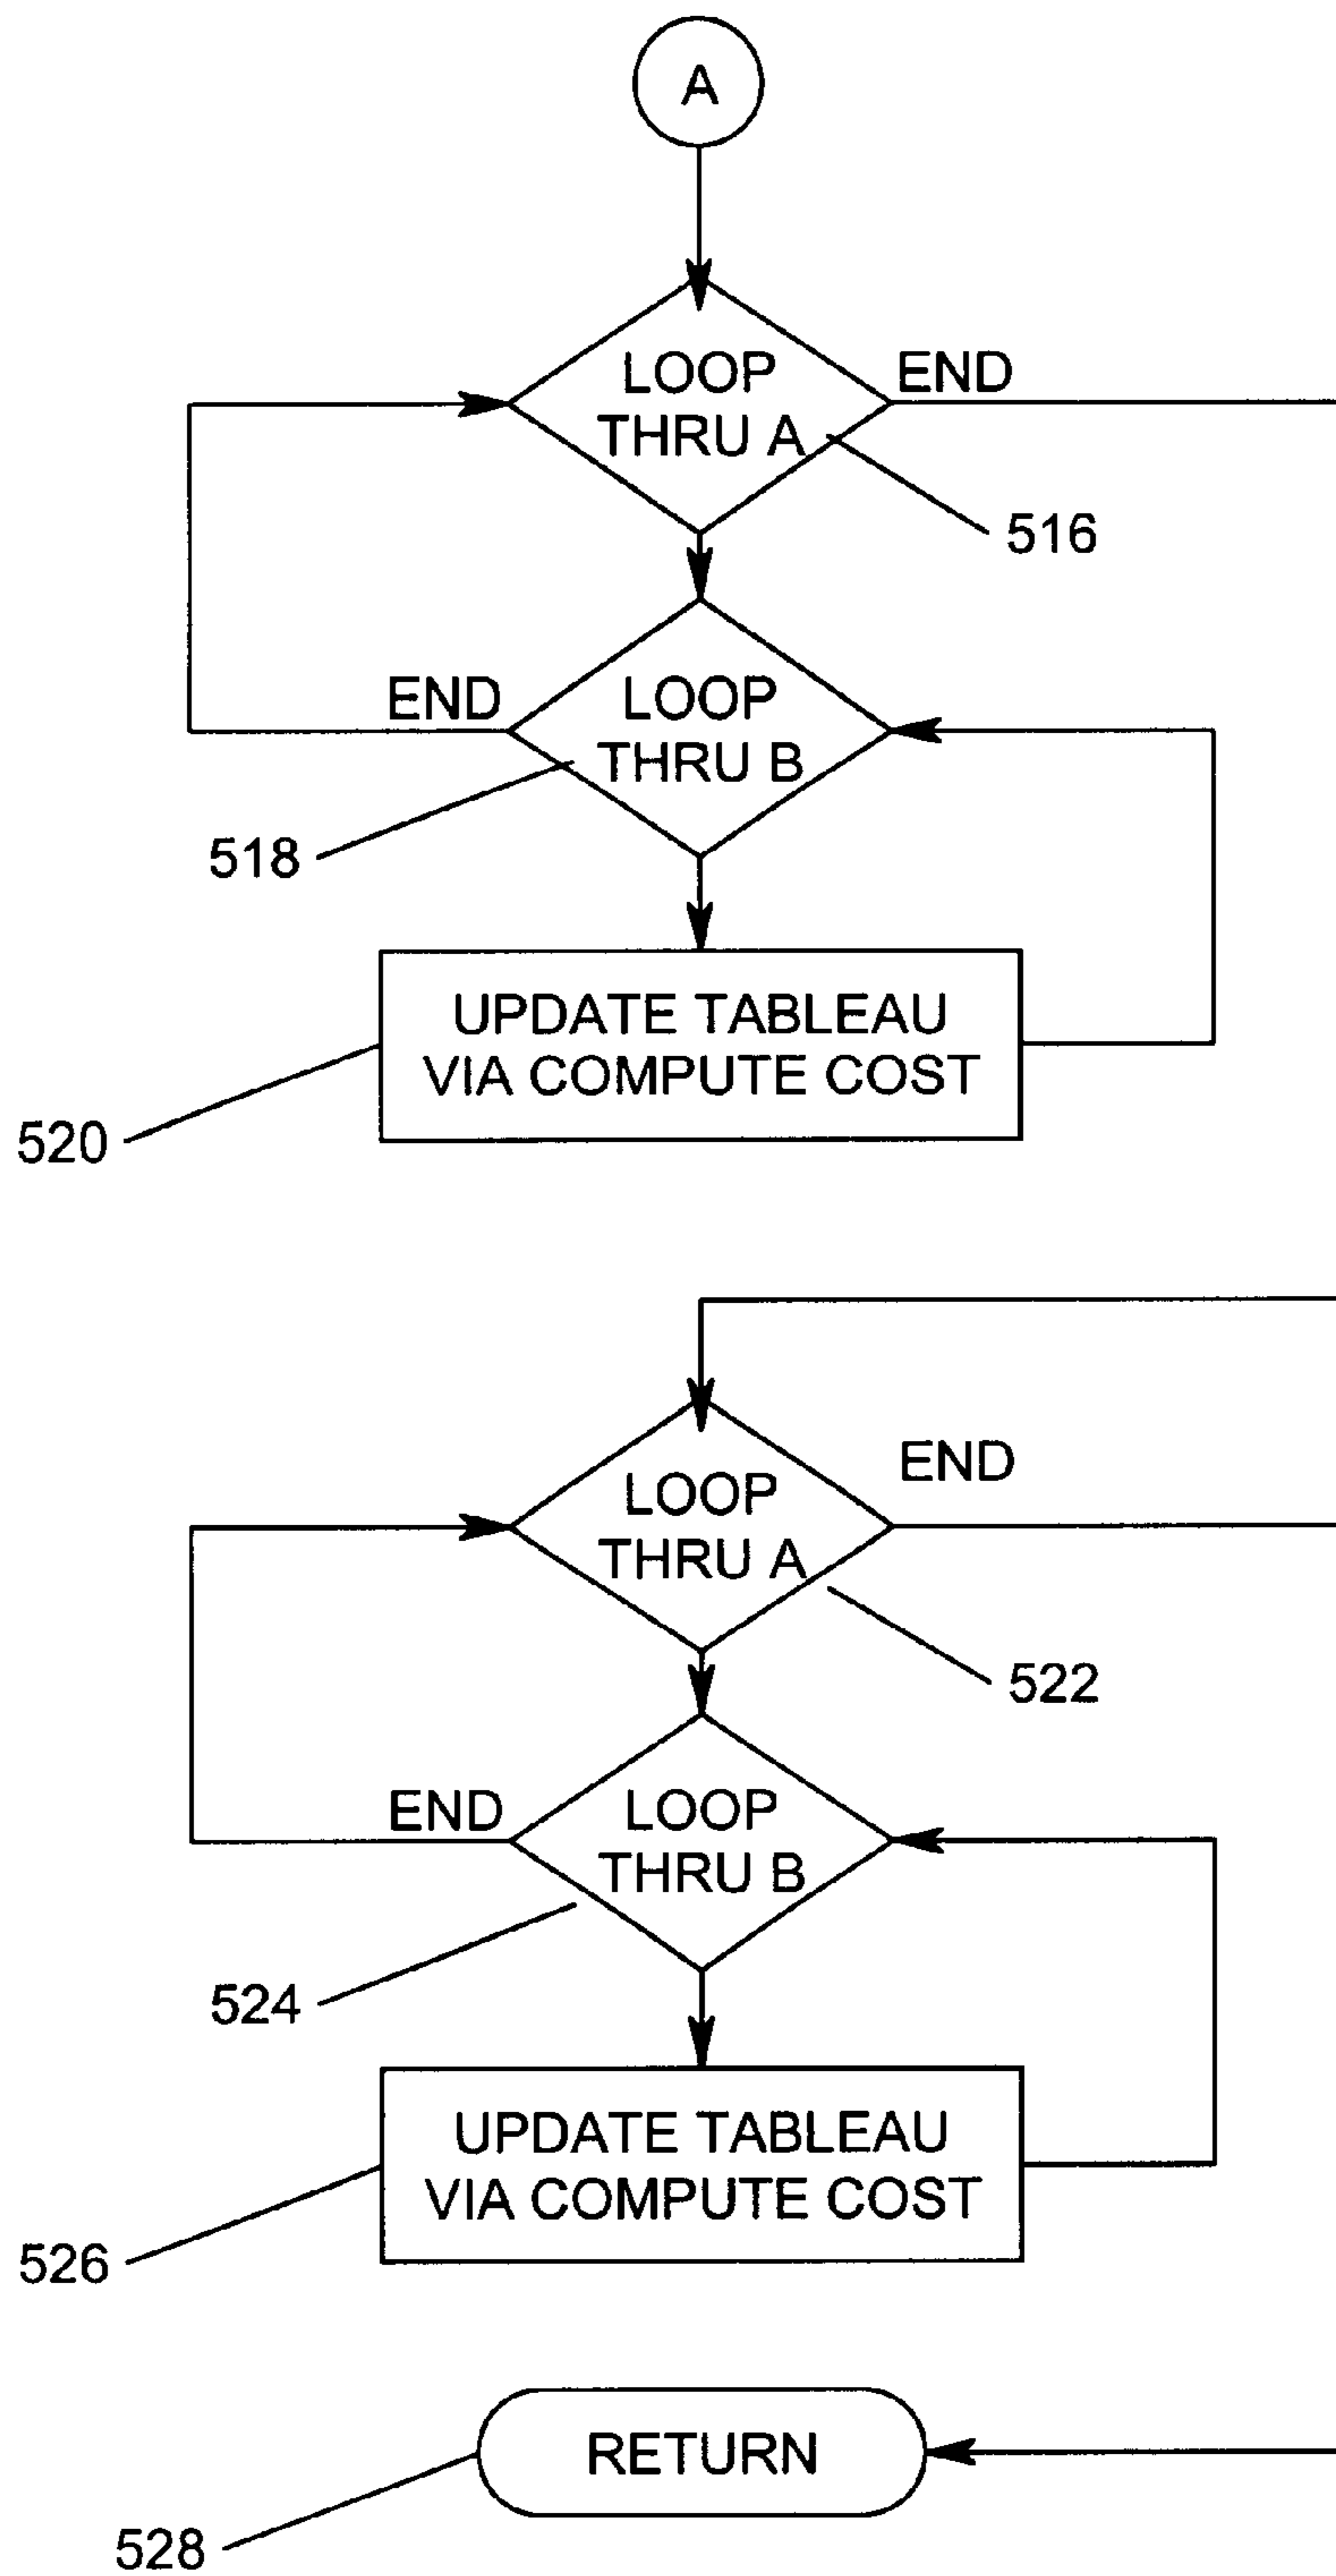 A
LOOP
THRU A
END
516
END
LOOP
THRU B
518
UPDATE TABLEAU
VIA COMPUTE COST
520
END
LOOP
THRU A
522
END
LOOP
THRU B
524
UPDATE TABLEAU
VIA COMPUTE COST
526
RETURN
528